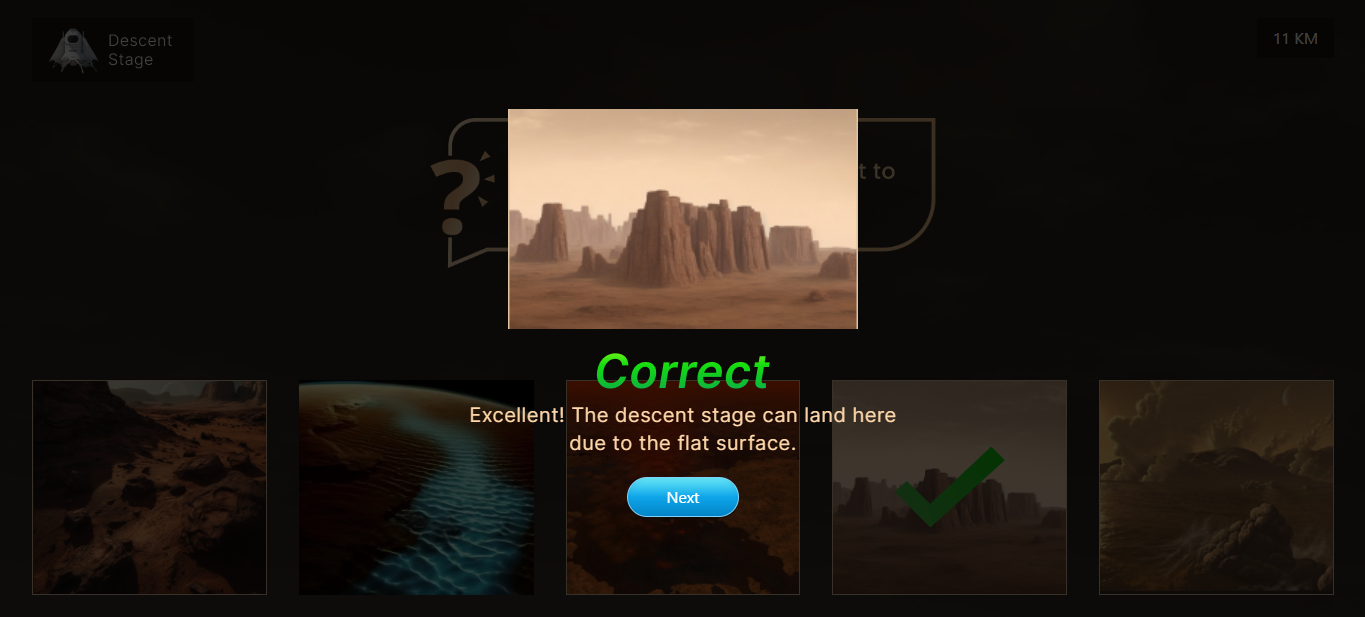 Descent
Stage
11 KM
?
t to
Correct
Excellent! The descent stage can land here
due to the flat surface.
Next